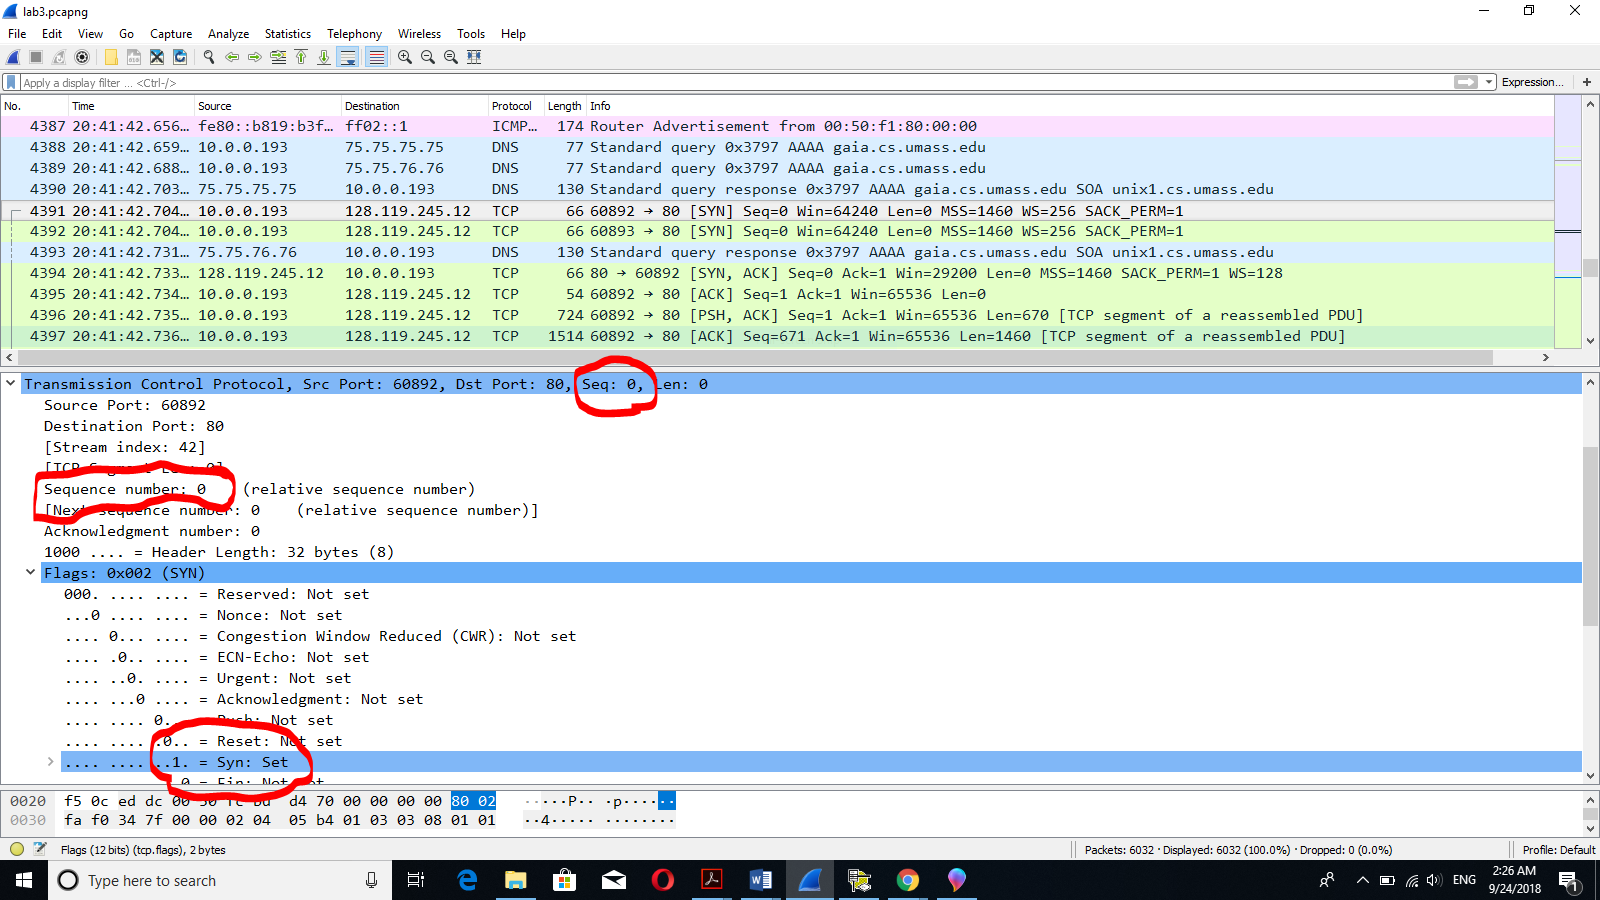 lab3.pcapng
File Edit View Go Capture Analyze Statistics Telephony Wireless Tools Help
Apply a display filter ... <Ctrl-/> Expression... +
No. Time Source Destination Protocol Length Info
4387 20:41:42.656… fe80::b819:b3f… ff02::1 ICMP… 174 Router Advertisement from 00:50:f1:80:00:00
4388 20:41:42.659… 10.0.0.193 75.75.75.75 DNS 77 Standard query 0x3797 AAAA gaia.cs.umass.edu
4389 20:41:42.688… 10.0.0.193 75.75.76.76 DNS 77 Standard query 0x3797 AAAA gaia.cs.umass.edu
4390 20:41:42.703… 75.75.75.75 10.0.0.193 DNS 130 Standard query response 0x3797 AAAA gaia.cs.umass.edu SOA unix1.cs.umass.edu
4391 20:41:42.704… 10.0.0.193 128.119.245.12 TCP 66 60892 → 80 [SYN] Seq=0 Win=64240 Len=0 MSS=1460 WS=256 SACK_PERM=1
4392 20:41:42.704… 10.0.0.193 128.119.245.12 TCP 66 60893 → 80 [SYN] Seq=0 Win=64240 Len=0 MSS=1460 WS=256 SACK_PERM=1
4393 20:41:42.731… 75.75.76.76 10.0.0.193 DNS 130 Standard query response 0x3797 AAAA gaia.cs.umass.edu SOA unix1.cs.umass.edu
4394 20:41:42.733… 128.119.245.12 10.0.0.193 TCP 66 80 → 60892 [SYN, ACK] Seq=0 Ack=1 Win=29200 Len=0 MSS=1460 SACK_PERM=1 WS=128
4395 20:41:42.734… 10.0.0.193 128.119.245.12 TCP 54 60892 → 80 [ACK] Seq=1 Ack=1 Win=65536 Len=0
4396 20:41:42.735… 10.0.0.193 128.119.245.12 TCP 724 60892 → 80 [PSH, ACK] Seq=1 Ack=1 Win=65536 Len=670 [TCP segment of a reassembled PDU]
4397 20:41:42.736… 10.0.0.193 128.119.245.12 TCP 1514 60892 → 80 [ACK] Seq=671 Ack=1 Win=65536 Len=1460 [TCP segment of a reassembled PDU]
Transmission Control Protocol, Src Port: 60892, Dst Port: 80, Seq: 0, Len: 0
Source Port: 60892
Destination Port: 80
[Stream index: 42]
[TCP Segment Len: 0]
Sequence number: 0 (relative sequence number)
[Next sequence number: 0 (relative sequence number)]
Acknowledgment number: 0
1000 .... = Header Length: 32 bytes (8)
Flags: 0x002 (SYN)
000. .... .... = Reserved: Not set
...0 .... .... = Nonce: Not set
.... 0... .... = Congestion Window Reduced (CWR): Not set
.... .0.. .... = ECN-Echo: Not set
.... ..0. .... = Urgent: Not set
.... ...0 .... = Acknowledgment: Not set
.... .... 0... = Push: Not set
.... .... .0.. = Reset: Not set
.... .... ..1. = Syn: Set
0 = Fin: Not set
0020 f5 0c ed dc 00 50 fc bd d4 70 00 00 00 00 80 02 ·····P·· ·p······
0030 fa f0 34 7f 00 00 02 04 05 b4 01 03 03 08 01 01 ··4····· ········
Flags (12 bits) (tcp.flags), 2 bytes Packets: 6032 · Displayed: 6032 (100.0%) · Dropped: 0 (0.0%) Profile: Default
Type here to search ENG 2:26 AM
9/24/2018 1